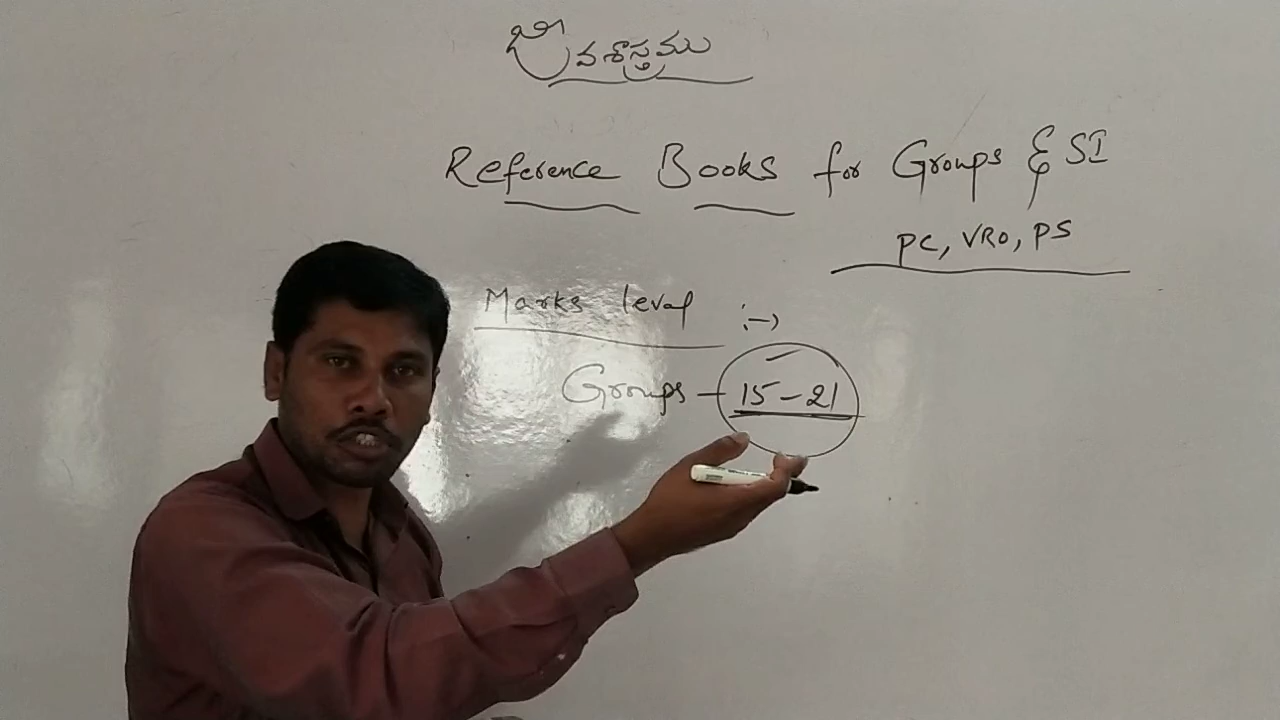 జీవశాస్త్రము
Reference Books for Groups & SI
PC, VRO, PS
Marks level :→
Groups - 15-21